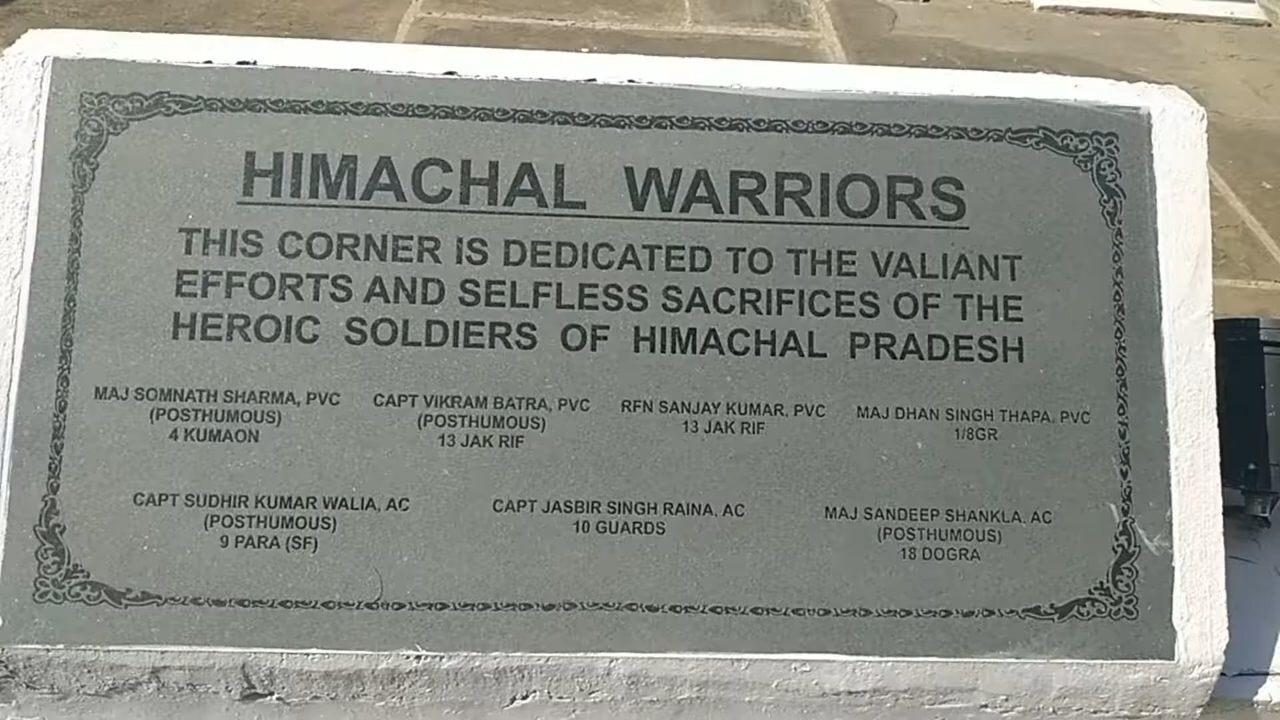 HIMACHAL WARRIORS
THIS CORNER IS DEDICATED TO THE VALIANT
EFFORTS AND SELFLESS SACRIFICES OF THE
HEROIC SOLDIERS OF HIMACHAL PRADESH
MAJ SOMNATH SHARMA, PVC
(POSTHUMOUS)
4 KUMAON
CAPT VIKRAM BATRA, PVC
(POSTHUMOUS)
13 JAK RIF
RFN SANJAY KUMAR, PVC
13 JAK RIF
MAJ DHAN SINGH THAPA, PVC
1/8GR
CAPT SUDHIR KUMAR WALIA, AC
(POSTHUMOUS)
9 PARA (SF)
CAPT JASBIR SINGH RAINA, AC
10 GUARDS
MAJ SANDEEP SHANKLA, AC
(POSTHUMOUS)
18 DOGRA